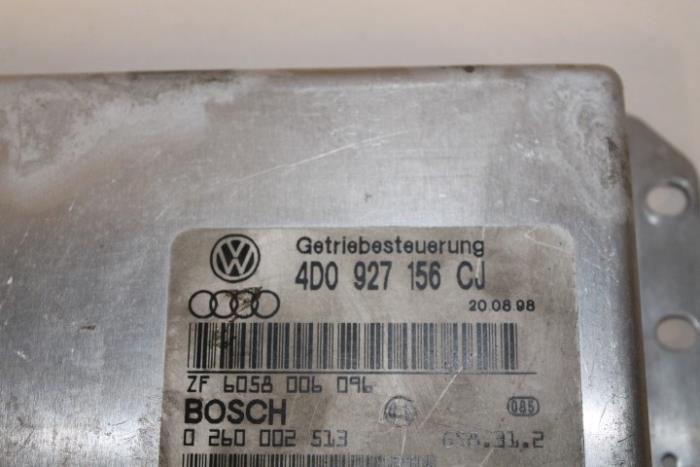 Getriebesteuerung
4D0 927 156 CJ
20.08.98
ZF 6058 006 096
BOSCH 085
0 260 002 513